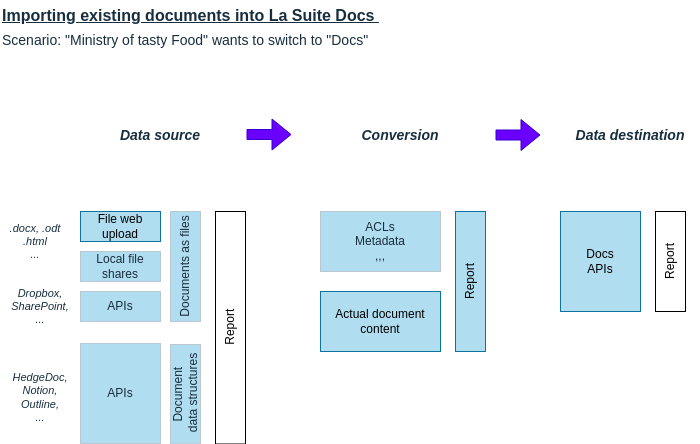 Importing existing documents into La Suite Docs
Scenario: "Ministry of tasty Food" wants to switch to "Docs"
Data source
Conversion
Data destination
.docx, .odt
.html
...
File web
upload
Local file
shares
Documents as files
Dropbox,
SharePoint,
...
APIs
HedgeDoc,
Notion,
Outline,
...
APIs
Document
data structures
Report
ACLs
Metadata
,,,
Actual document
content
Report
Docs
APIs
Report